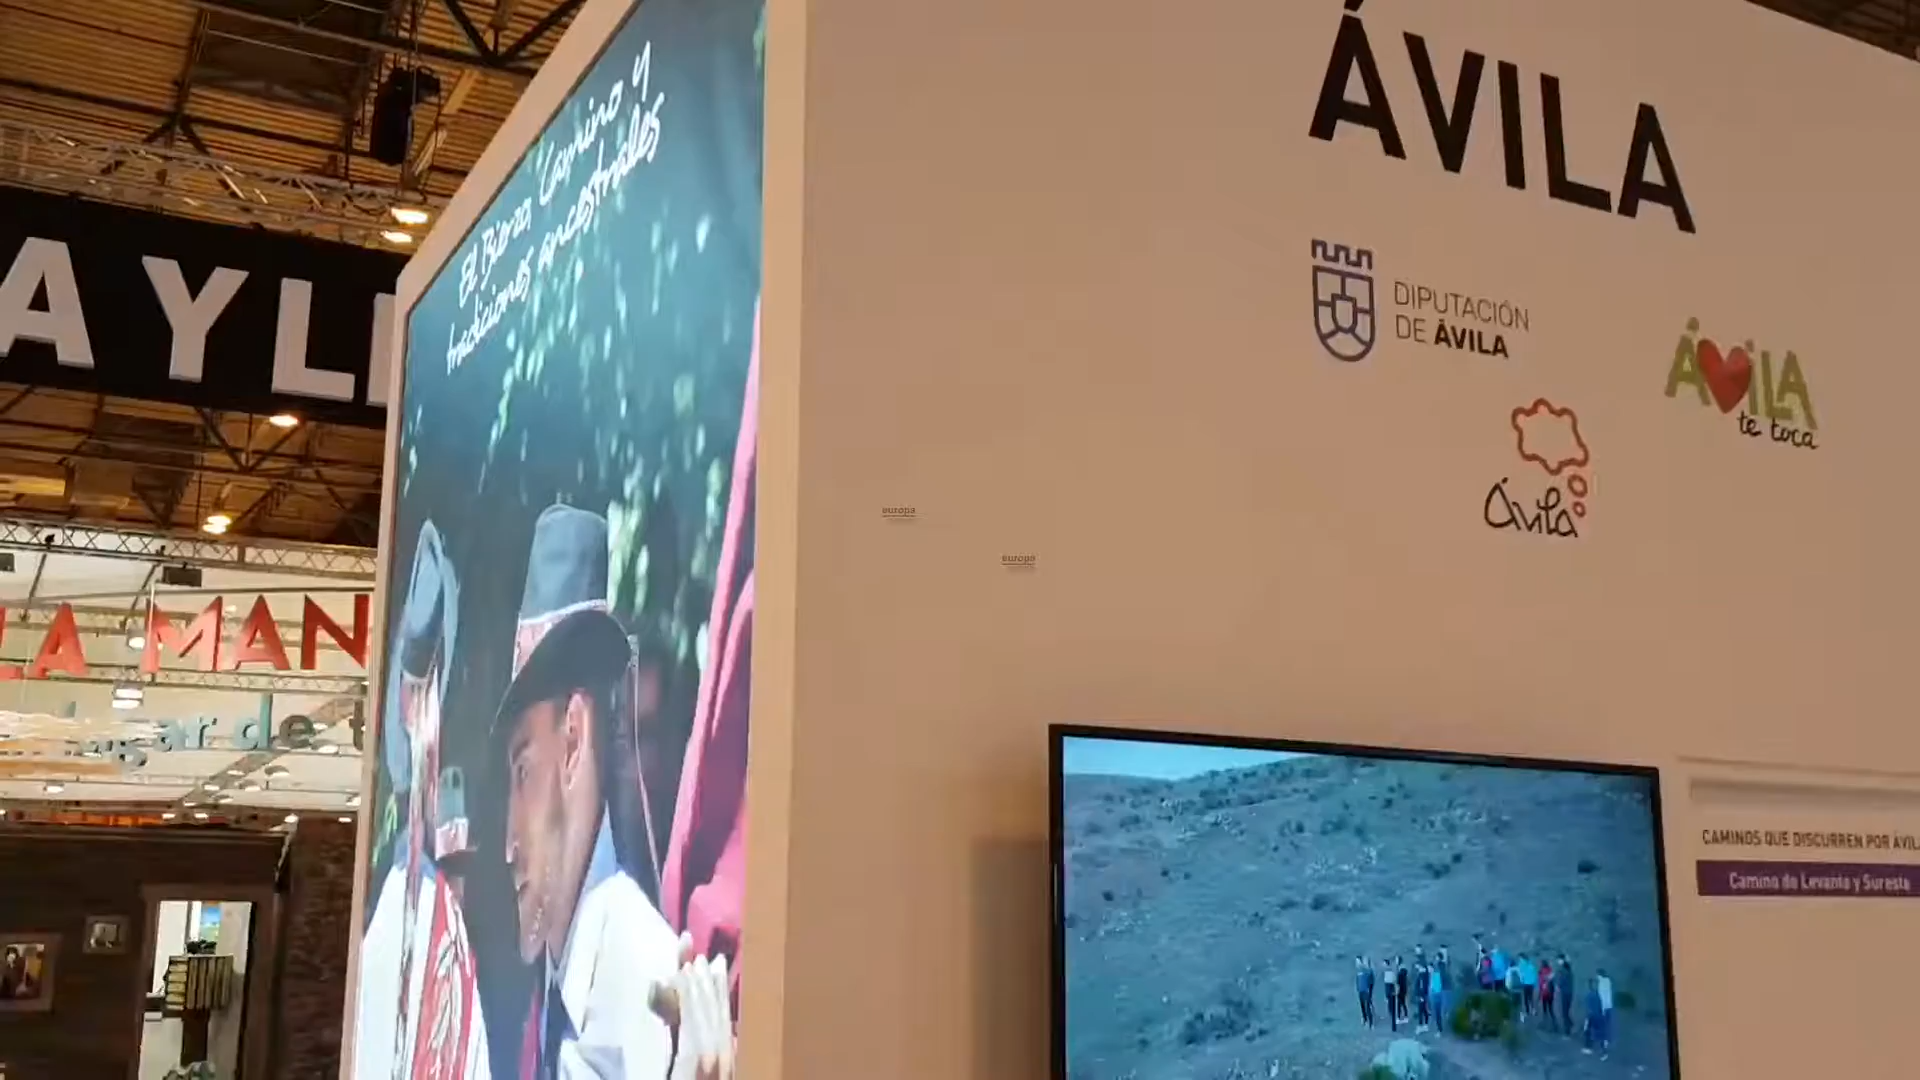 ÁVILA
El Bierzo, Camino y
tradiciones ancestrales
AYL
DIPUTACIÓN
DE ÁVILA
ÁVILA
te toca
Ávila
europa
europa
LA MAN
de
CAMINOS QUE DISCURREN POR ÁVILA
Camino de Levante y Sureste